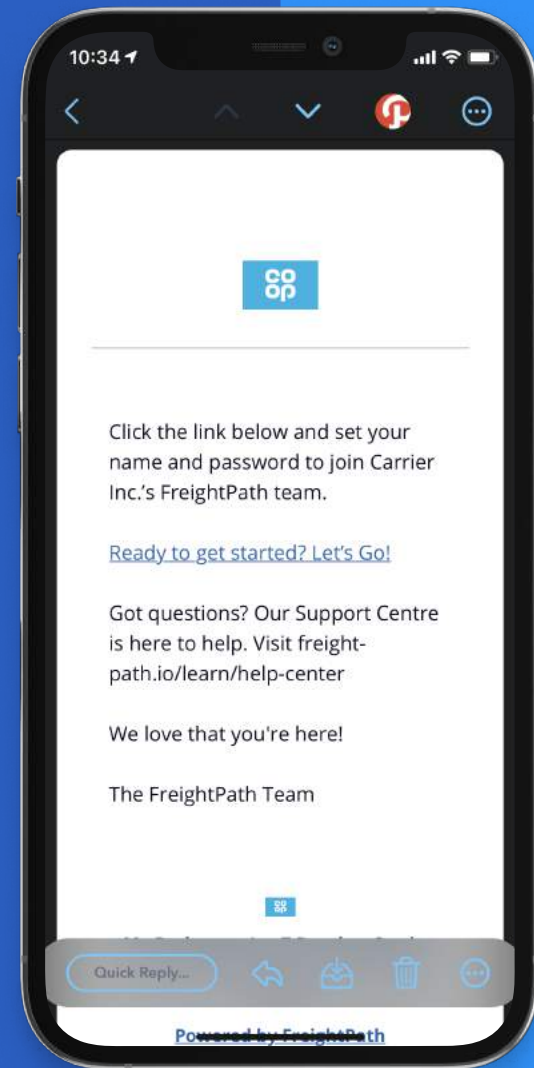 10:34
co
op
Click the link below and set your
name and password to join Carrier
Inc.'s FreightPath team.
Ready to get started? Let's Go!
Got questions? Our Support Centre
is here to help. Visit freight-
path.io/learn/help-center
We love that you're here!
The FreightPath Team
co
op
Quick Reply...
Powered by FreightPath